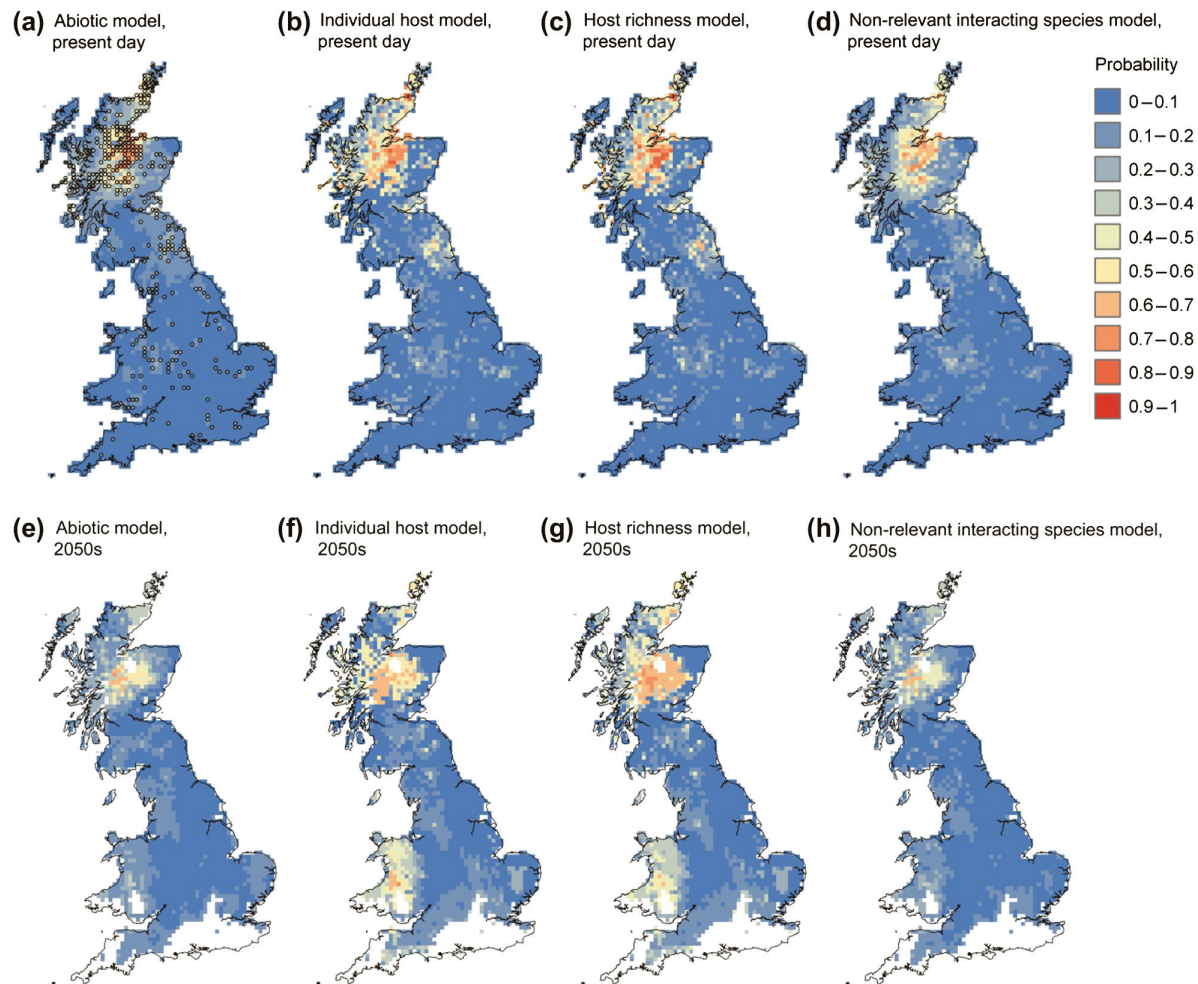 (a) Abiotic model,
present day
(b) Individual host model,
present day
(c) Host richness model,
present day
(d) Non-relevant interacting species model,
present day
Probability
0–0.1
0.1–0.2
0.2–0.3
0.3–0.4
0.4–0.5
0.5–0.6
0.6–0.7
0.7–0.8
0.8–0.9
0.9–1
(e) Abiotic model,
2050s
(f) Individual host model,
2050s
(g) Host richness model,
2050s
(h) Non-relevant interacting species model,
2050s